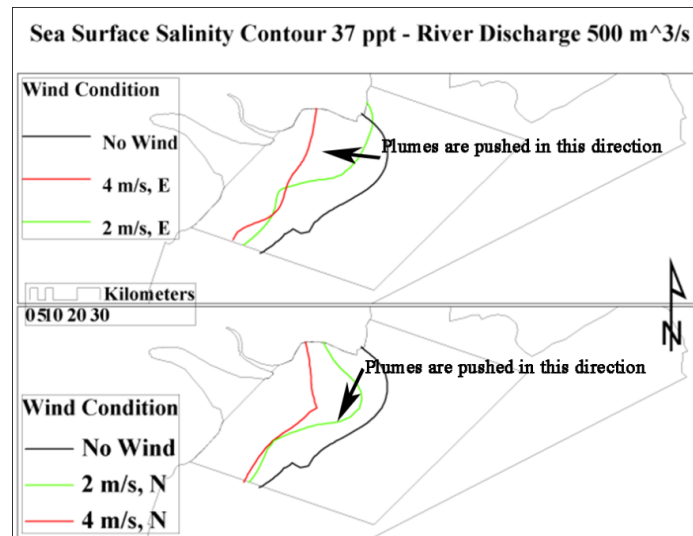 Sea Surface Salinity Contour 37 ppt - River Discharge 500 m^3/s
Wind Condition
No Wind
4 m/s, E
2 m/s, E
Plumes are pushed in this direction
Kilometers
0 5 10 20 30
N
Plumes are pushed in this direction
Wind Condition
No Wind
2 m/s, N
4 m/s, N